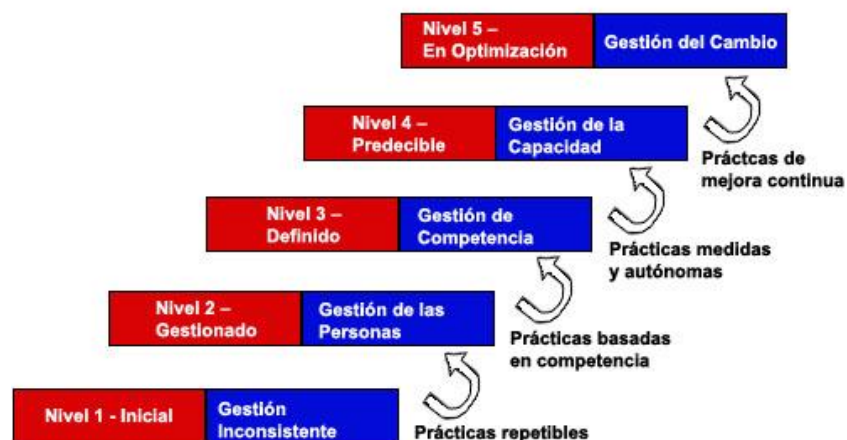 Nivel 5 –
En Optimización
Gestión del Cambio
Nivel 4 –
Predecible
Gestión de la
Capacidad
Práctcas de
mejora continua
Nivel 3 –
Definido
Gestión de
Competencia
Prácticas medidas
y autónomas
Nivel 2 –
Gestionado
Gestión de las
Personas
Prácticas basadas
en competencia
Nivel 1 - Inicial
Gestión
Inconsistente
Prácticas repetibles